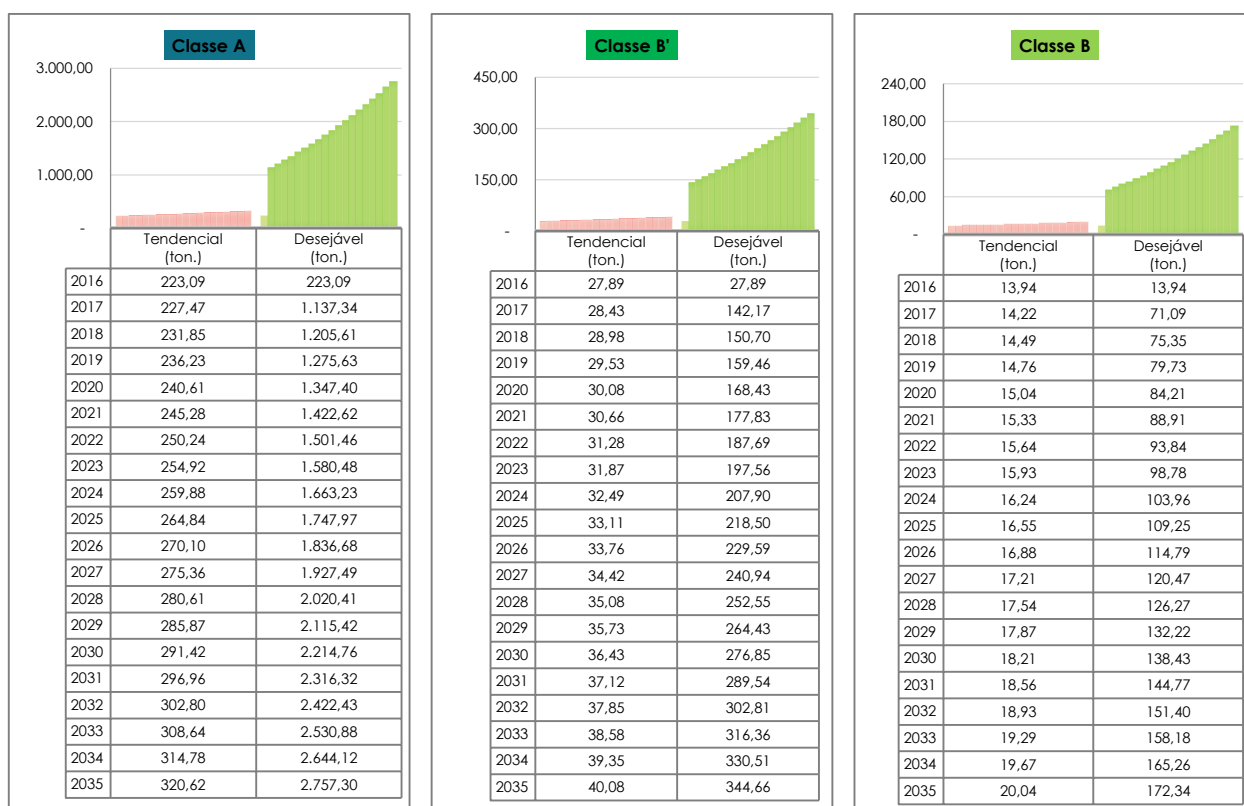 Classe A
3.000,00
2.000,00
1.000,00
-
Tendencial Desejável
(ton.) (ton.)
2016 223,09 223,09
2017 227,47 1.137,34
2018 231,85 1.205,61
2019 236,23 1.275,63
2020 240,61 1.347,40
2021 245,28 1.422,62
2022 250,24 1.501,46
2023 254,92 1.580,48
2024 259,88 1.663,23
2025 264,84 1.747,97
2026 270,10 1.836,68
2027 275,36 1.927,49
2028 280,61 2.020,41
2029 285,87 2.115,42
2030 291,42 2.214,76
2031 296,96 2.316,32
2032 302,80 2.422,43
2033 308,64 2.530,88
2034 314,78 2.644,12
2035 320,62 2.757,30
Classe B'
450,00
300,00
150,00
-
Tendencial Desejável
(ton.) (ton.)
2016 27,89 27,89
2017 28,43 142,17
2018 28,98 150,70
2019 29,53 159,46
2020 30,08 168,43
2021 30,66 177,83
2022 31,28 187,69
2023 31,87 197,56
2024 32,49 207,90
2025 33,11 218,50
2026 33,76 229,59
2027 34,42 240,94
2028 35,08 252,55
2029 35,73 264,43
2030 36,43 276,85
2031 37,12 289,54
2032 37,85 302,81
2033 38,58 316,36
2034 39,35 330,51
2035 40,08 344,66
Classe B
240,00
180,00
120,00
60,00
-
Tendencial Desejável
(ton.) (ton.)
2016 13,94 13,94
2017 14,22 71,09
2018 14,49 75,35
2019 14,76 79,73
2020 15,04 84,21
2021 15,33 88,91
2022 15,64 93,84
2023 15,93 98,78
2024 16,24 103,96
2025 16,55 109,25
2026 16,88 114,79
2027 17,21 120,47
2028 17,54 126,27
2029 17,87 132,22
2030 18,21 138,43
2031 18,56 144,77
2032 18,93 151,40
2033 19,29 158,18
2034 19,67 165,26
2035 20,04 172,34